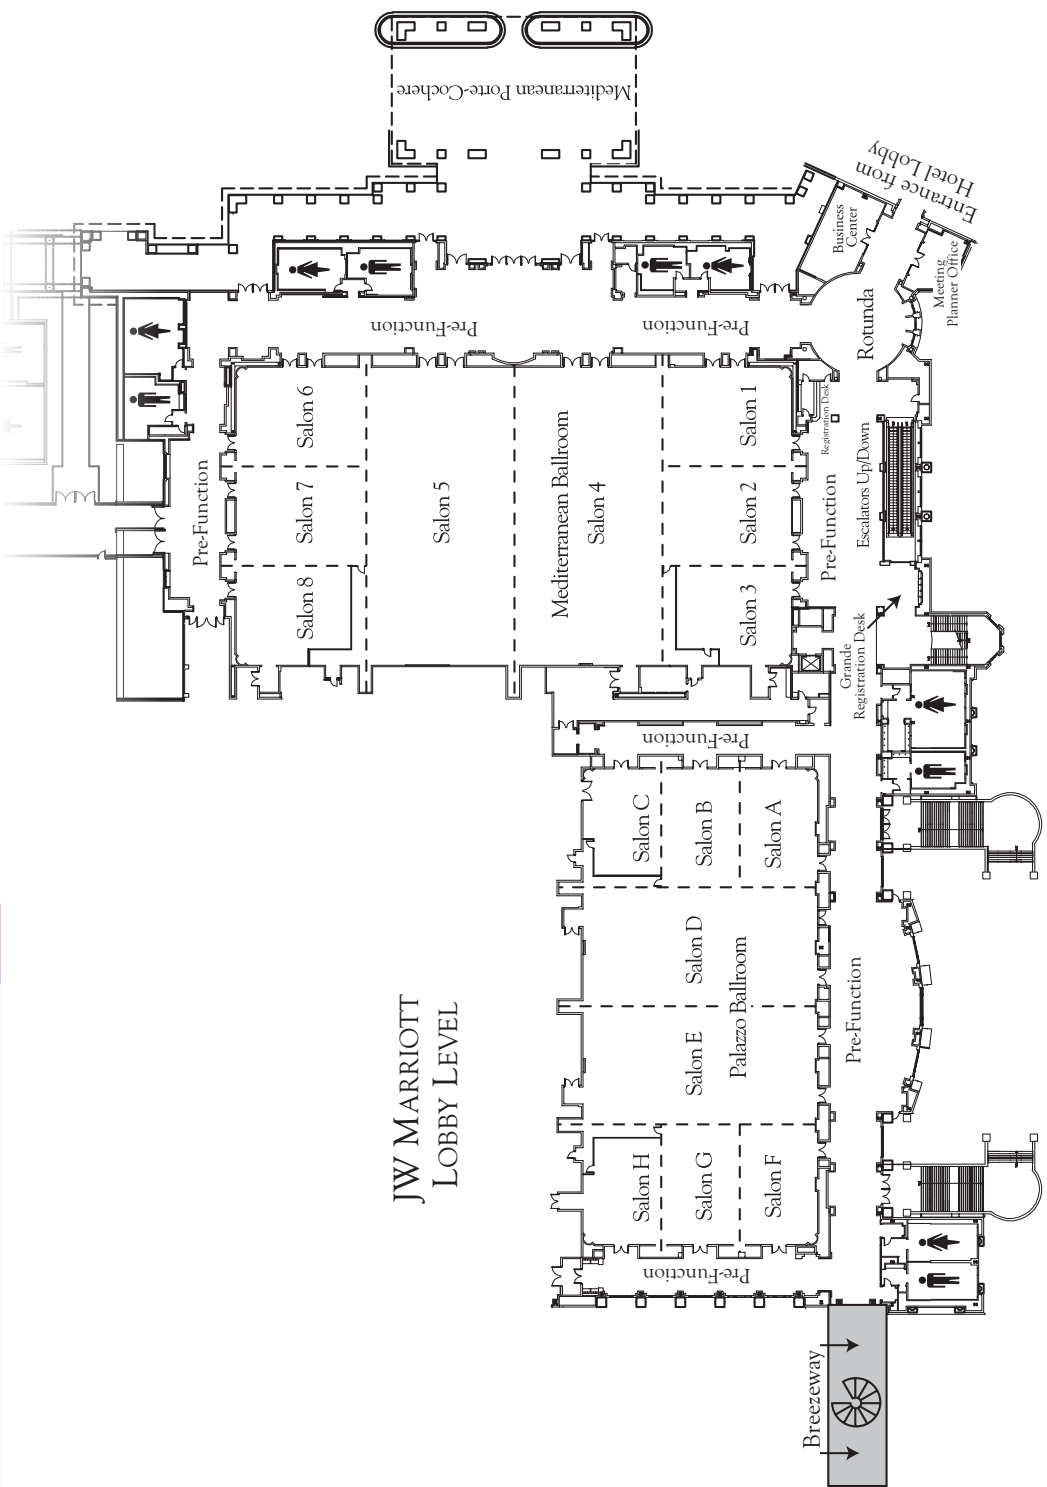 Mediterranean Porte-Cochere
Entrance from
Hotel Lobby
Business
Center
Meeting
Planner Office
Rotunda
Pre-Function
Pre-Function
Registration Desk
Salon 6
Salon 1
Pre-Function
Salon 7
Salon 5
Mediterranean Ballroom
Salon 4
Salon 2
Pre-Function
Escalators Up/Down
Salon 8
Salon 3
Grande
Registration Desk
Pre-Function
Salon C
Salon B
Salon A
Salon D
Palazzo Ballroom
Salon E
Pre-Function
JW MARRIOTT
LOBBY LEVEL
Salon H
Salon G
Salon F
Pre-Function
Breezeway